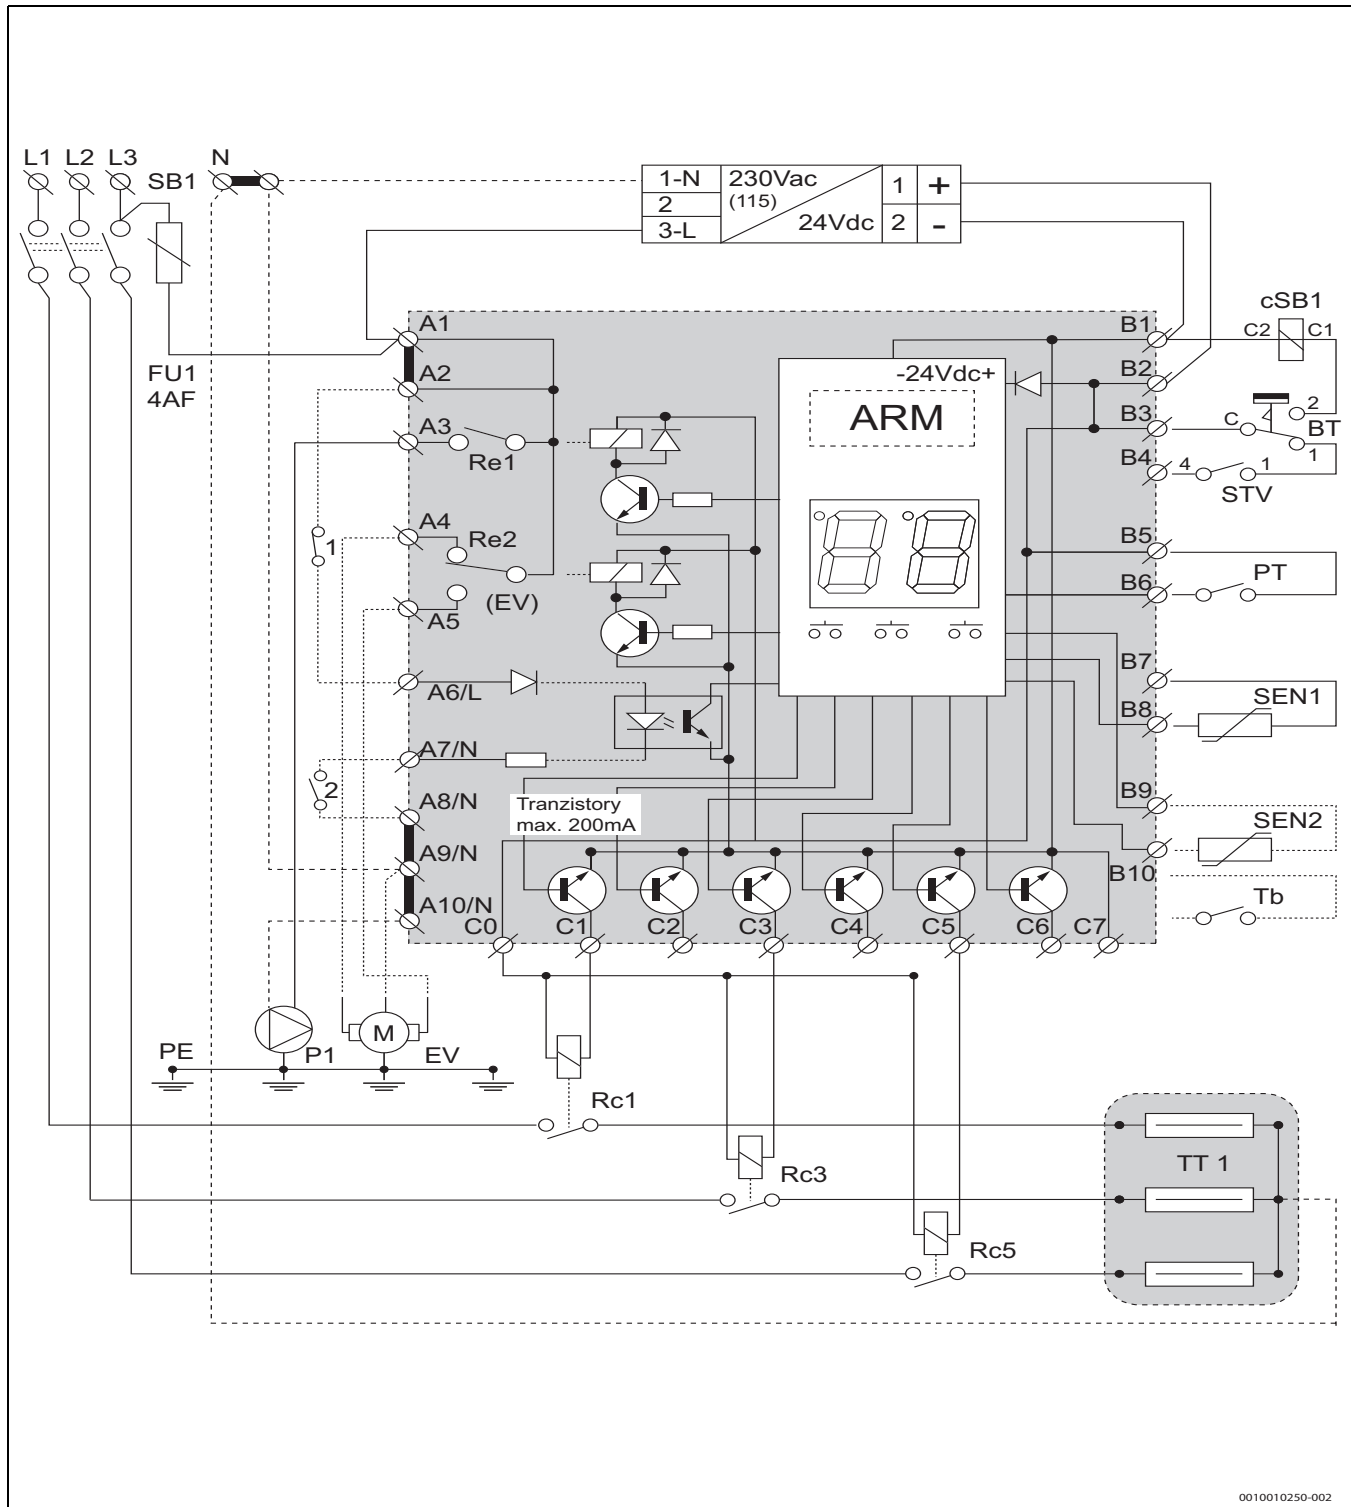 L1 L2 L3 N
SB1
1-N 230Vac 1 +
2 (115)
3-L 24Vdc 2 -
FU1
4AF
A1
A2
A3
Re1
A4
Re2
(EV)
A5
A6/L
A7/N
A8/N
A9/N
A10/N
1
2
-24Vdc+
ARM
Tranzistory
max. 200mA
B1
B2
B3
B4
B5
B6
B7
B8
B9
B10
cSB1
C2 C1
C 2
BT
1
4 1
STV
PT
SEN1
SEN2
Tb
C0 C1 C2 C3 C4 C5 C6 C7
M
PE P1 EV
Rc1
Rc3
Rc5
TT 1
0010010250-002